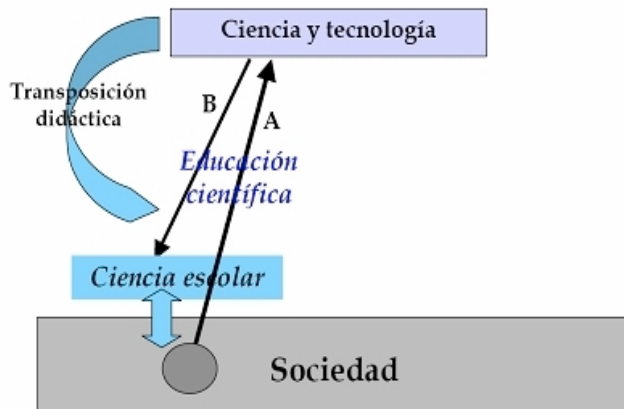 Ciencia y tecnología
Transposición
didáctica
B
A
Educación
científica
Ciencia escolar
Sociedad